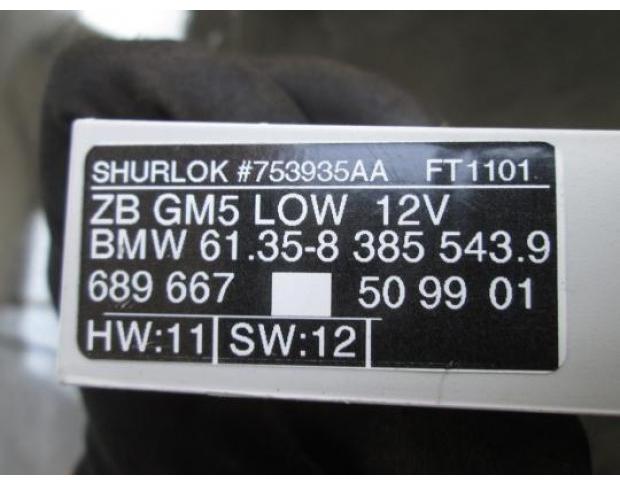 SHURLOK #753935AA FT1101
ZB GM5 LOW 12V
BMW 61.35-8 385 543.9
689 667 50 99 01
HW:11 SW:12